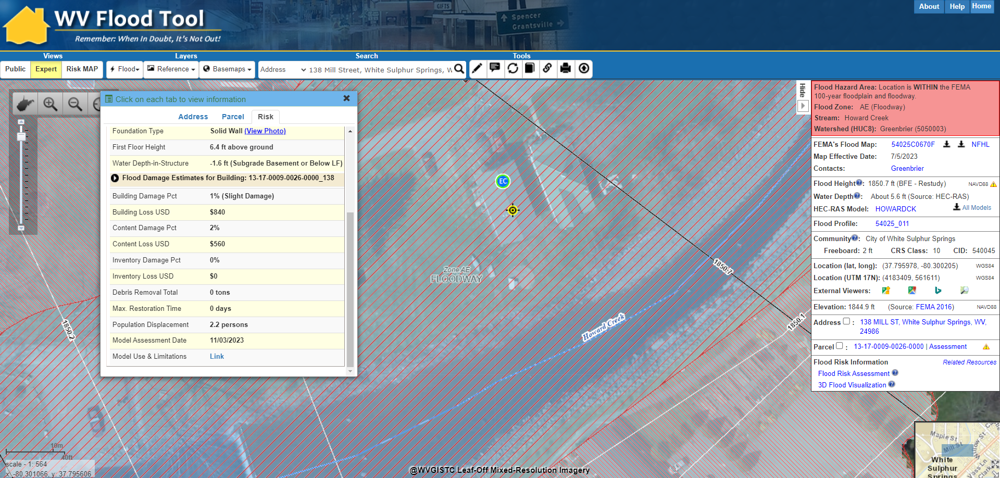 About Help Home
GIFTS
Spencer
Grantsville
WV Flood Tool
Remember: When In Doubt, It's Not Out!
Views Layers Search Tools
Public Expert Risk MAP Flood Reference Basemaps Address 138 Mill Street, White Sulphur Springs, W
Click on each tab to view information
Address Parcel Risk
Foundation Type Solid Wall (View Photo)
First Floor Height 6.4 ft above ground
Water Depth-in-Structure -1.6 ft (Subgrade Basement or Below LF)
Flood Damage Estimates for Building: 13-17-0009-0026-0000_138
Building Damage Pct 1% (Slight Damage)
Building Loss USD $840
Content Damage Pct 2%
Content Loss USD $560
Inventory Damage Pct 0%
Inventory Loss USD $0
Debris Removal Total 0 tons
Max. Restoration Time 0 days
Population Displacement 2.2 persons
Model Assessment Date 11/03/2023
Model Use & Limitations Link
EC
Zone AE
FLOODWAY
1850.7
1850.2
1850.1
Howard Creek
Hide
Flood Hazard Area: Location is WITHIN the FEMA
100-year floodplain and floodway.
Flood Zone: AE (Floodway)
Stream: Howard Creek
Watershed (HUC8): Greenbrier (5050003)
FEMA's Flood Map: 54025C0670F NFHL
Map Effective Date: 7/5/2023
Contacts: Greenbrier
Flood Height: 1850.7 ft (BFE - Restudy) NAVD88
Water Depth: About 5.6 ft (Source: HEC-RAS)
HEC-RAS Model: HOWARDCK All Models
Flood Profile: 54025_011
Community: City of White Sulphur Springs
Freeboard: 2 ft CRS Class: 10 CID: 540045
Location (lat, long): (37.795978, -80.300205) WGS84
Location (UTM 17N): (4183409, 561611) WGS84
External Viewers:
Elevation: 1844.9 ft (Source: FEMA 2016) NAVD88
Address : 138 MILL ST, White Sulphur Springs, WV,
24986
Parcel : 13-17-0009-0026-0000 | Assessment
Flood Risk Information Related Resources
Flood Risk Assessment
3D Flood Visualization
10m
40ft
scale - 1: 564
x: -80.301066, y: 37.795606
@WVGISTC Leaf-Off Mixed-Resolution Imagery
Maple St
Mill St
White
Sulphur
Springs